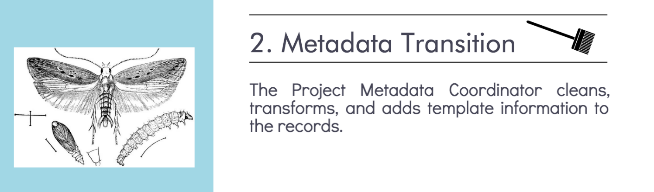 2. Metadata Transition
The Project Metadata Coordinator cleans,
transforms, and adds template information to
the records.